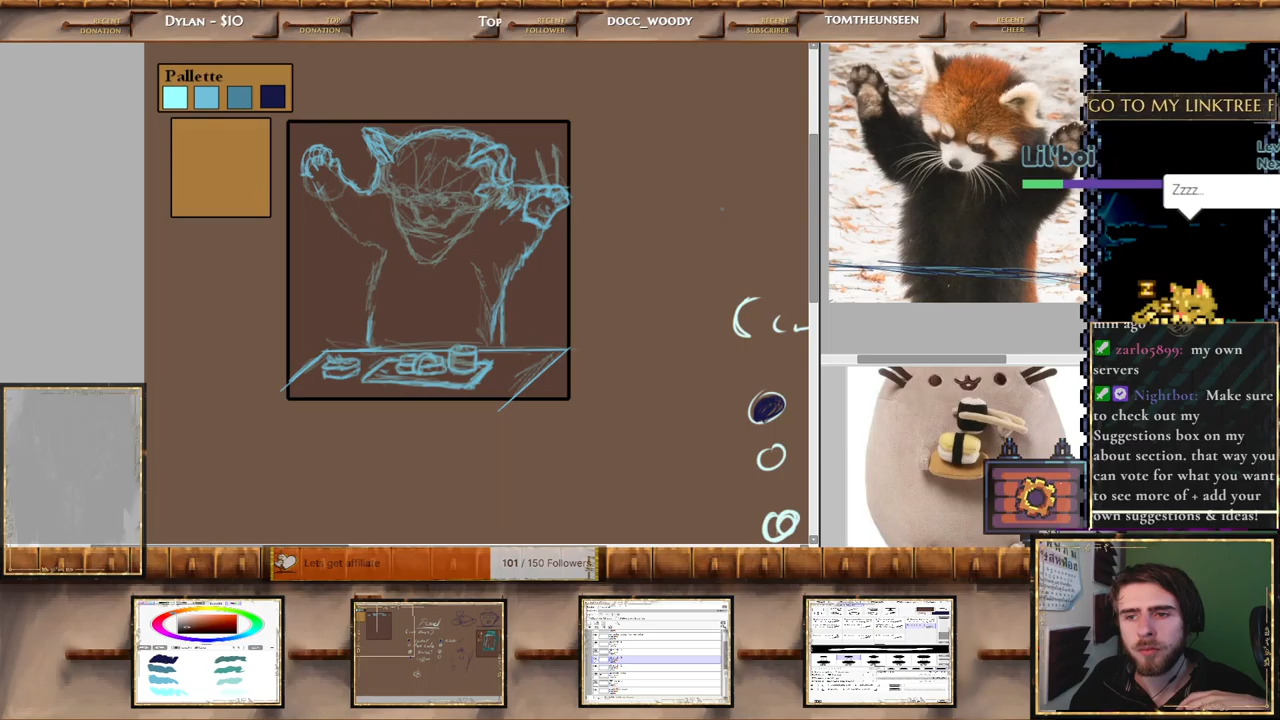 RECENT DONATION
Dylan - $10
TOP DONATION
Top
RECENT FOLLOWER
DOCC_WOODY
RECENT SUBSCRIBER
TOMTHEUNSEEN
RECENT CHEER
Pallette
GO TO MY LINKTREE F
Lil'boi
Zzzz...
min ago
zarlo5899: my own
servers
Nightbot: Make sure
to check out my
Suggestions box on my
about section. that way you
can vote for what you want
to see more of + add your
own suggestions & ideas!
Lets get affiliate
101 / 150 Followers